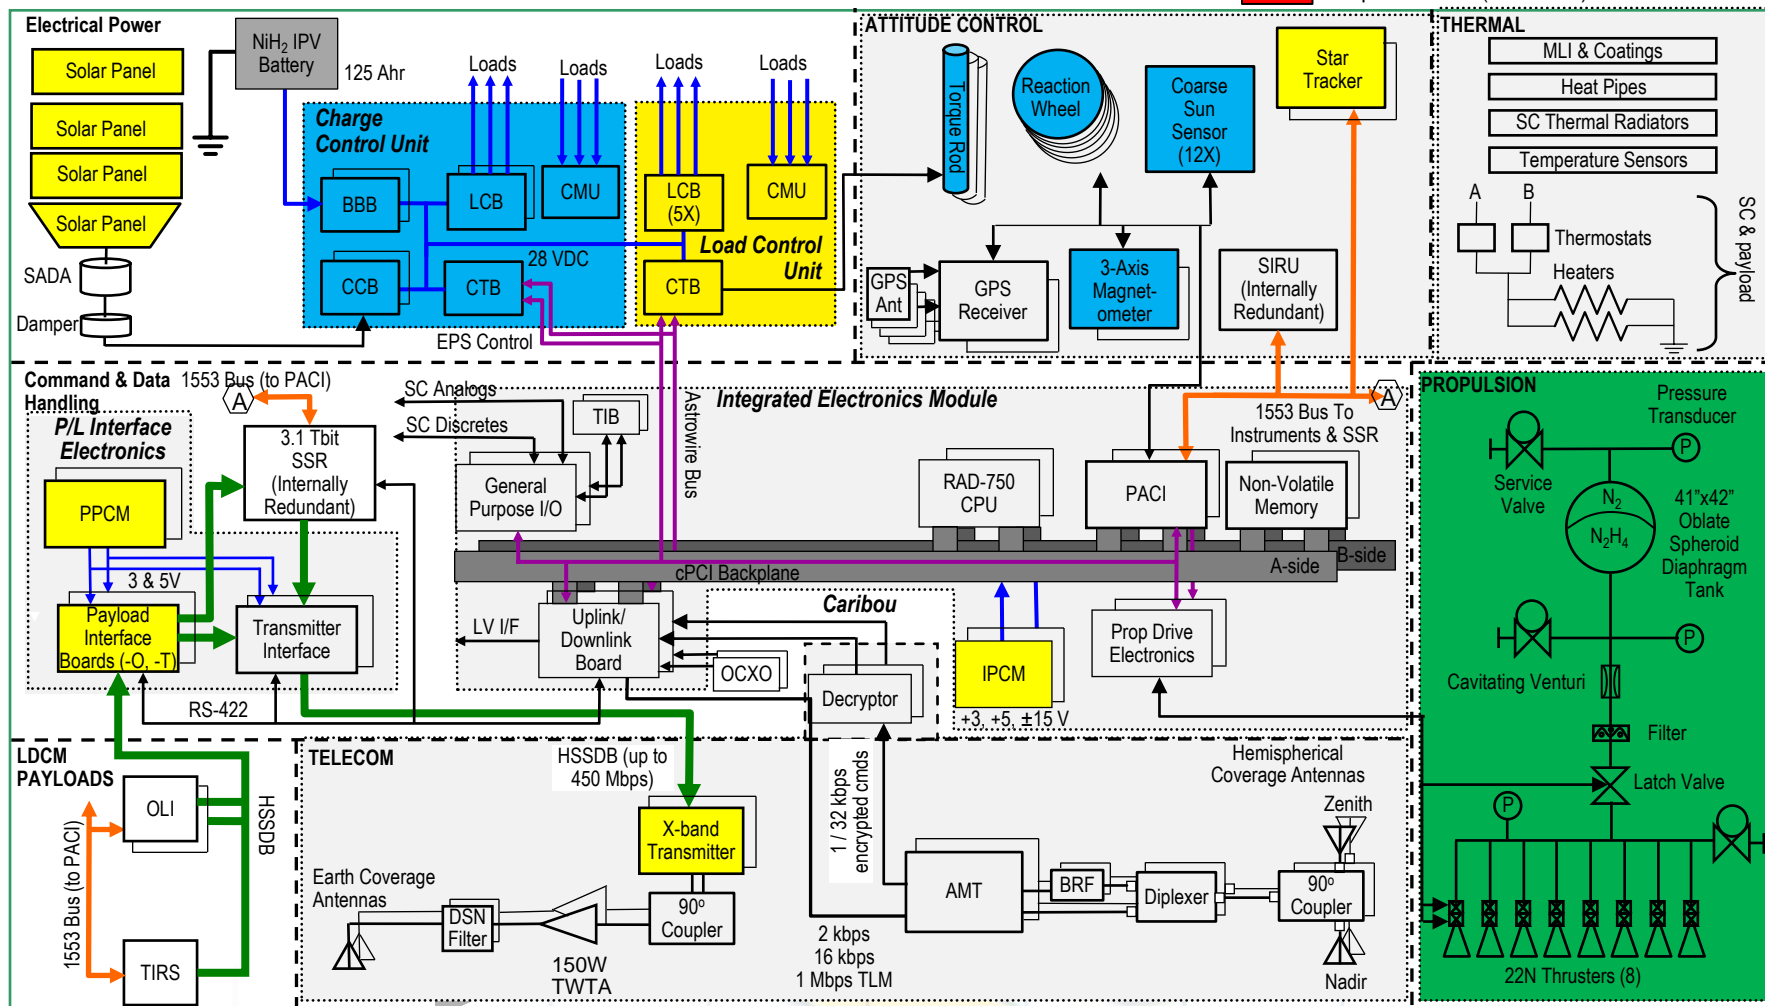 Electrical Power
Solar Panel
Solar Panel
Solar Panel
Solar Panel
SADA
Damper
NiH2 IPV
Battery
125 Ahr
Loads
Loads
Loads
Loads
Charge
Control Unit
BBB
LCB
CMU
CCB
CTB
28 VDC
LCB
(5X)
CMU
Load Control
Unit
CTB
EPS Control
ATTITUDE CONTROL
Torque Rod
Reaction
Wheel
Coarse
Sun
Sensor
(12X)
Star
Tracker
GPS
Ant
GPS
Receiver
3-Axis
Magnet-
ometer
SIRU
(Internally
Redundant)
THERMAL
MLI & Coatings
Heat Pipes
SC Thermal Radiators
Temperature Sensors
A
B
Thermostats
Heaters
SC & payload
Command & Data
Handling
1553 Bus (to PACI)
A
P/L Interface
Electronics
3.1 Tbit
SSR
(Internally
Redundant)
PPCM
3 & 5V
Payload
Interface
Boards (-O, -T)
Transmitter
Interface
RS-422
SC Analogs
SC Discretes
TIB
General
Purpose I/O
Astrowire Bus
Integrated Electronics Module
1553 Bus To
Instruments & SSR
A
RAD-750
CPU
PACI
Non-Volatile
Memory
B-side
A-side
cPCI Backplane
LV I/F
Uplink/
Downlink
Board
OCXO
Caribou
Decryptor
IPCM
+3, +5, ±15 V
Prop Drive
Electronics
PROPULSION
Pressure
Transducer
P
Service
Valve
N2
N2H4
41"x42"
Oblate
Spheroid
Diaphragm
Tank
P
Cavitating Venturi
Filter
Latch Valve
P
22N Thrusters (8)
LDCM
PAYLOADS
OLI
TIRS
HSSDB
1553 Bus (to PACI)
TELECOM
HSSDB (up to
450 Mbps)
X-band
Transmitter
90º
Coupler
Earth Coverage
Antennas
DSN
Filter
150W
TWTA
1 / 32 kbps
encrypted cmds
2 kbps
16 kbps
1 Mbps TLM
AMT
BRF
Diplexer
90º
Coupler
Hemispherical
Coverage Antennas
Zenith
Nadir